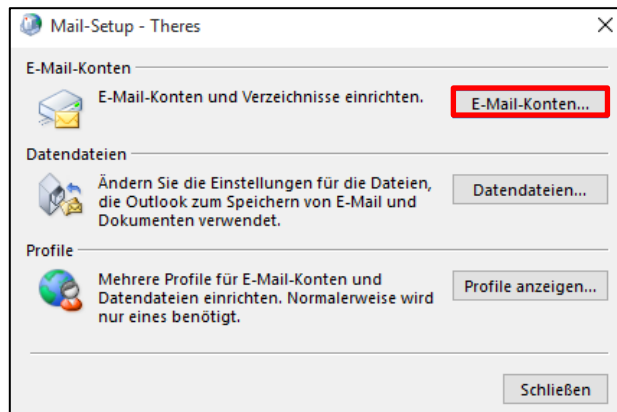 Mail-Setup - Theres
E-Mail-Konten
E-Mail-Konten und Verzeichnisse einrichten.
E-Mail-Konten...
Datendateien
Ändern Sie die Einstellungen für die Dateien,
die Outlook zum Speichern von E-Mail und
Dokumenten verwendet.
Datendateien...
Profile
Mehrere Profile für E-Mail-Konten und
Datendateien einrichten. Normalerweise wird
nur eines benötigt.
Profile anzeigen...
Schließen